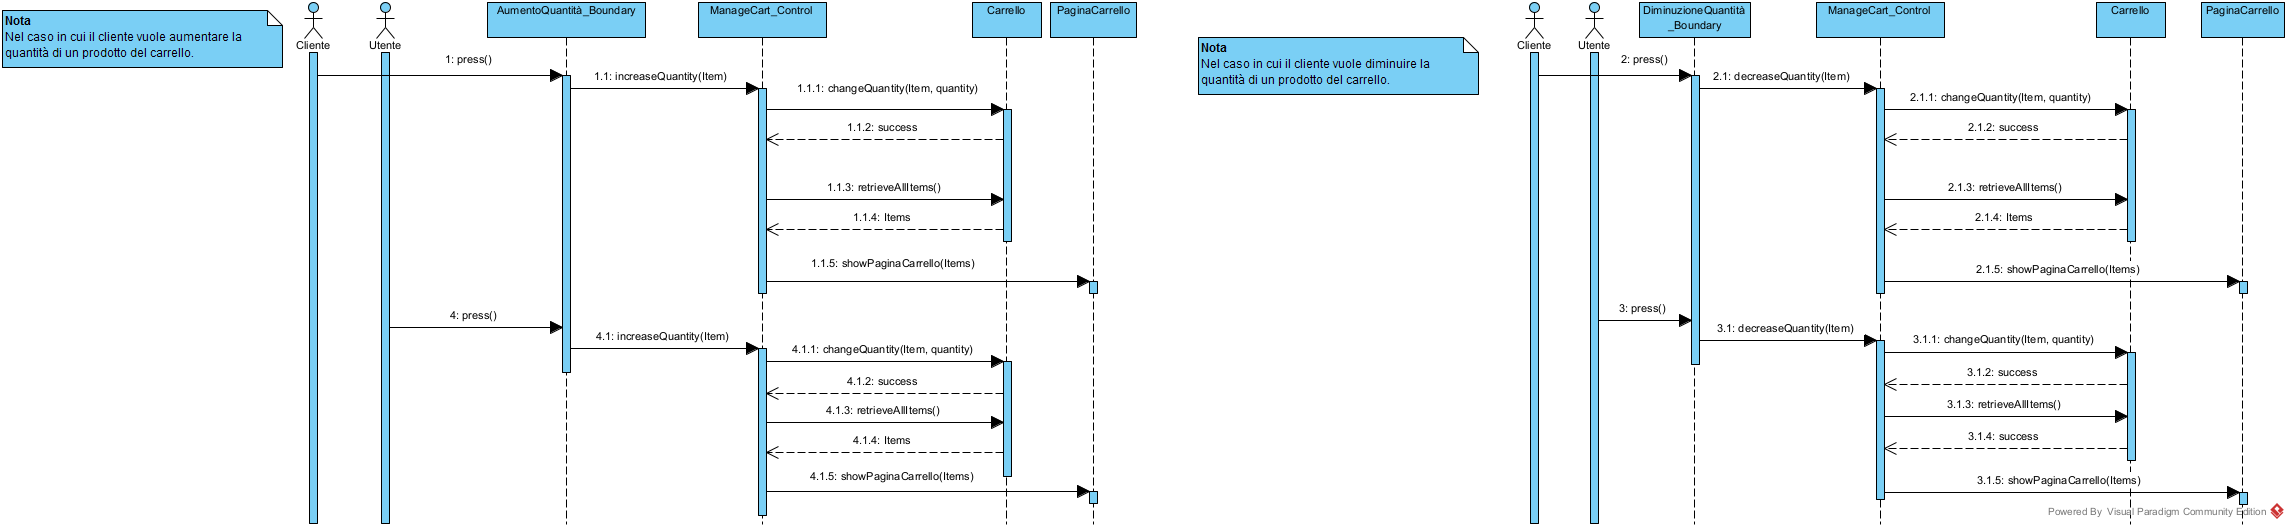 Nota
Nel caso in cui il cliente vuole aumentare la
quantità di un prodotto del carrello.
Cliente
Utente
AumentoQuantità_Boundary
ManageCart_Control
Carrello
PaginaCarrello
1: press()
1.1: increaseQuantity(Item)
1.1.1: changeQuantity(Item, quantity)
1.1.2: success
1.1.3: retrieveAllItems()
1.1.4: Items
1.1.5: showPaginaCarrello(Items)
4: press()
4.1: increaseQuantity(Item)
4.1.1: changeQuantity(Item, quantity)
4.1.2: success
4.1.3: retrieveAllItems()
4.1.4: Items
4.1.5: showPaginaCarrello(Items)
Nota
Nel caso in cui il cliente vuole diminuire la
quantità di un prodotto del carrello.
Cliente
Utente
DiminuzioneQuantità
_Boundary
ManageCart_Control
Carrello
PaginaCarrello
2: press()
2.1: decreaseQuantity(Item)
2.1.1: changeQuantity(Item, quantity)
2.1.2: success
2.1.3: retrieveAllItems()
2.1.4: Items
2.1.5: showPaginaCarrello(Items)
3: press()
3.1: decreaseQuantity(Item)
3.1.1: changeQuantity(Item, quantity)
3.1.2: success
3.1.3: retrieveAllItems()
3.1.4: success
3.1.5: showPaginaCarrello(Items)
Powered By Visual Paradigm Community Edition